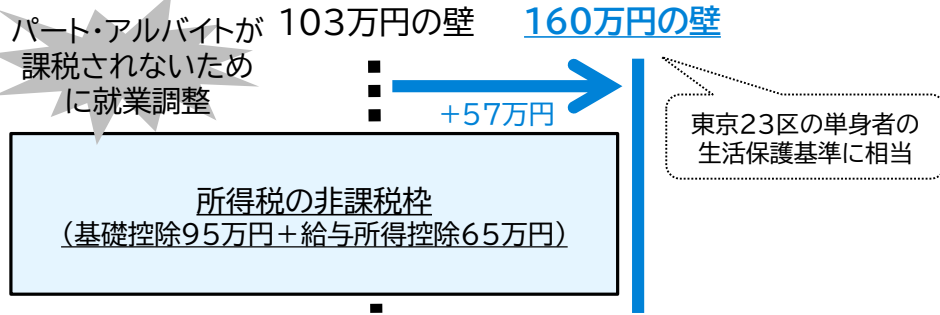 パート・アルバイトが
課税されないため
に就業調整
103万円の壁
160万円の壁
+57万円
東京23区の単身者の
生活保護基準に相当
所得税の非課税枠
（基礎控除95万円＋給与所得控除65万円）